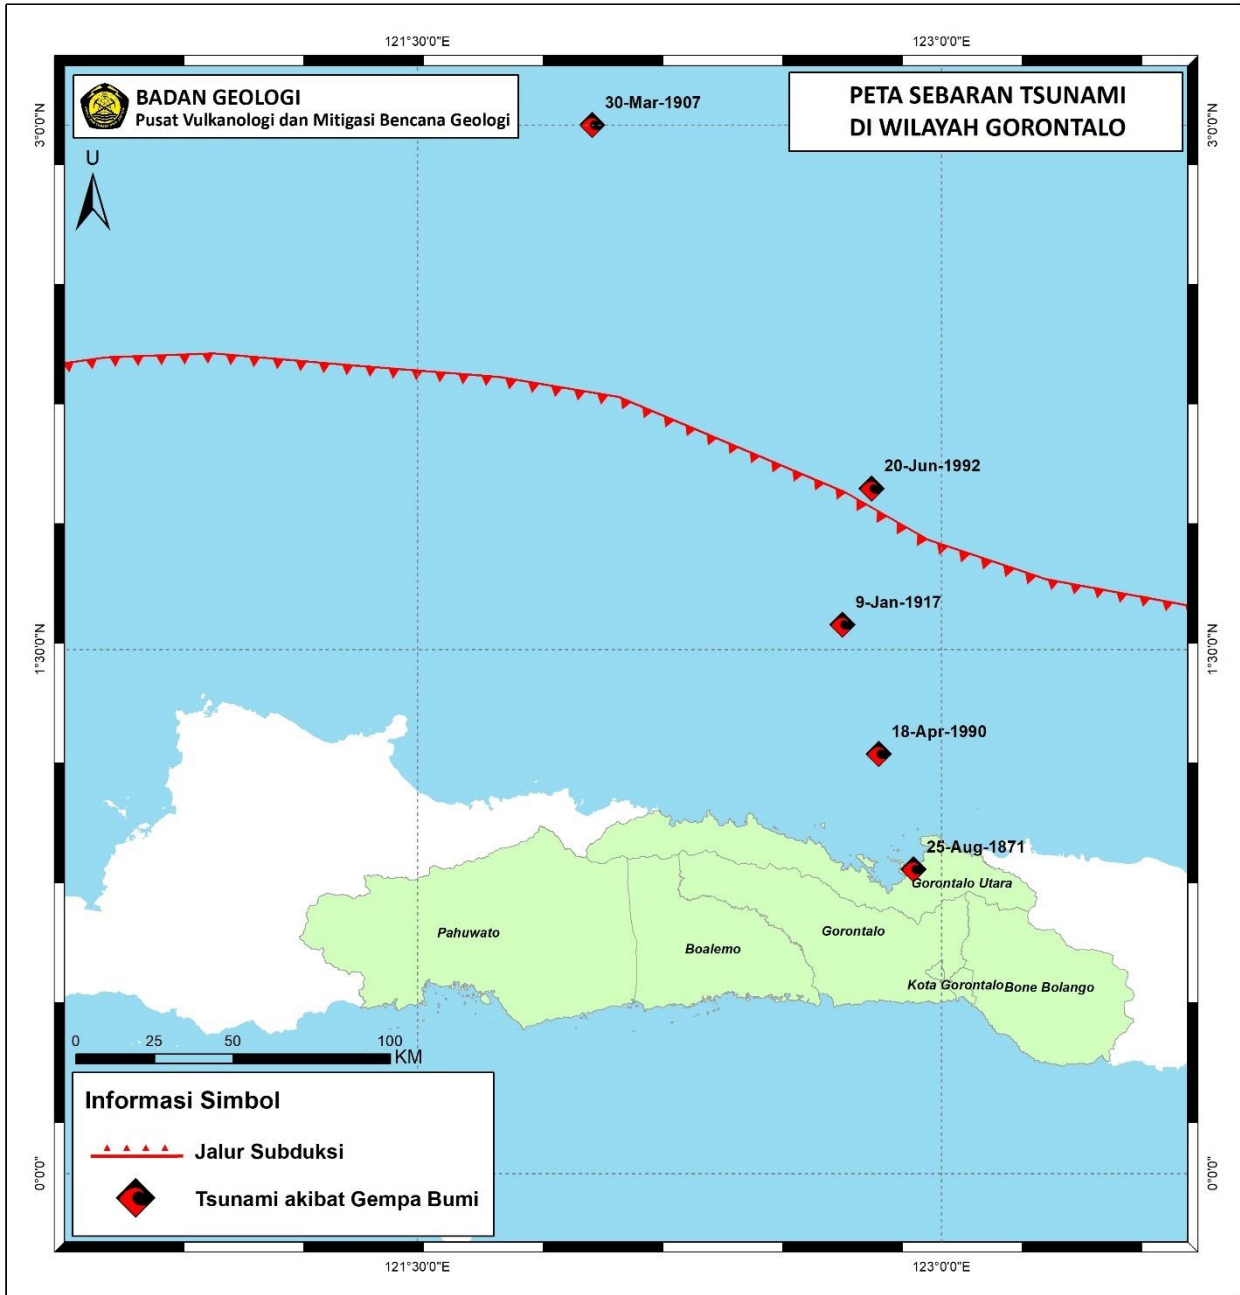 121°30'0"E
123°0'0"E
BADAN GEOLOGI
Pusat Vulkanologi dan Mitigasi Bencana Geologi
PETA SEBARAN TSUNAMI
DI WILAYAH GORONTALO
30-Mar-1907
3°0'0"N
3°0'0"N
U
20-Jun-1992
9-Jan-1917
1°30'0"N
1°30'0"N
18-Apr-1990
25-Aug-1871
Gorontalo Utara
Pahuwato
Boalemo
Gorontalo
Kota Gorontalo
Bone Bolango
0 25 50 100
KM
Informasi Simbol
Jalur Subduksi
Tsunami akibat Gempa Bumi
0°0'0"
0°0'0"
121°30'0"E
123°0'0"E